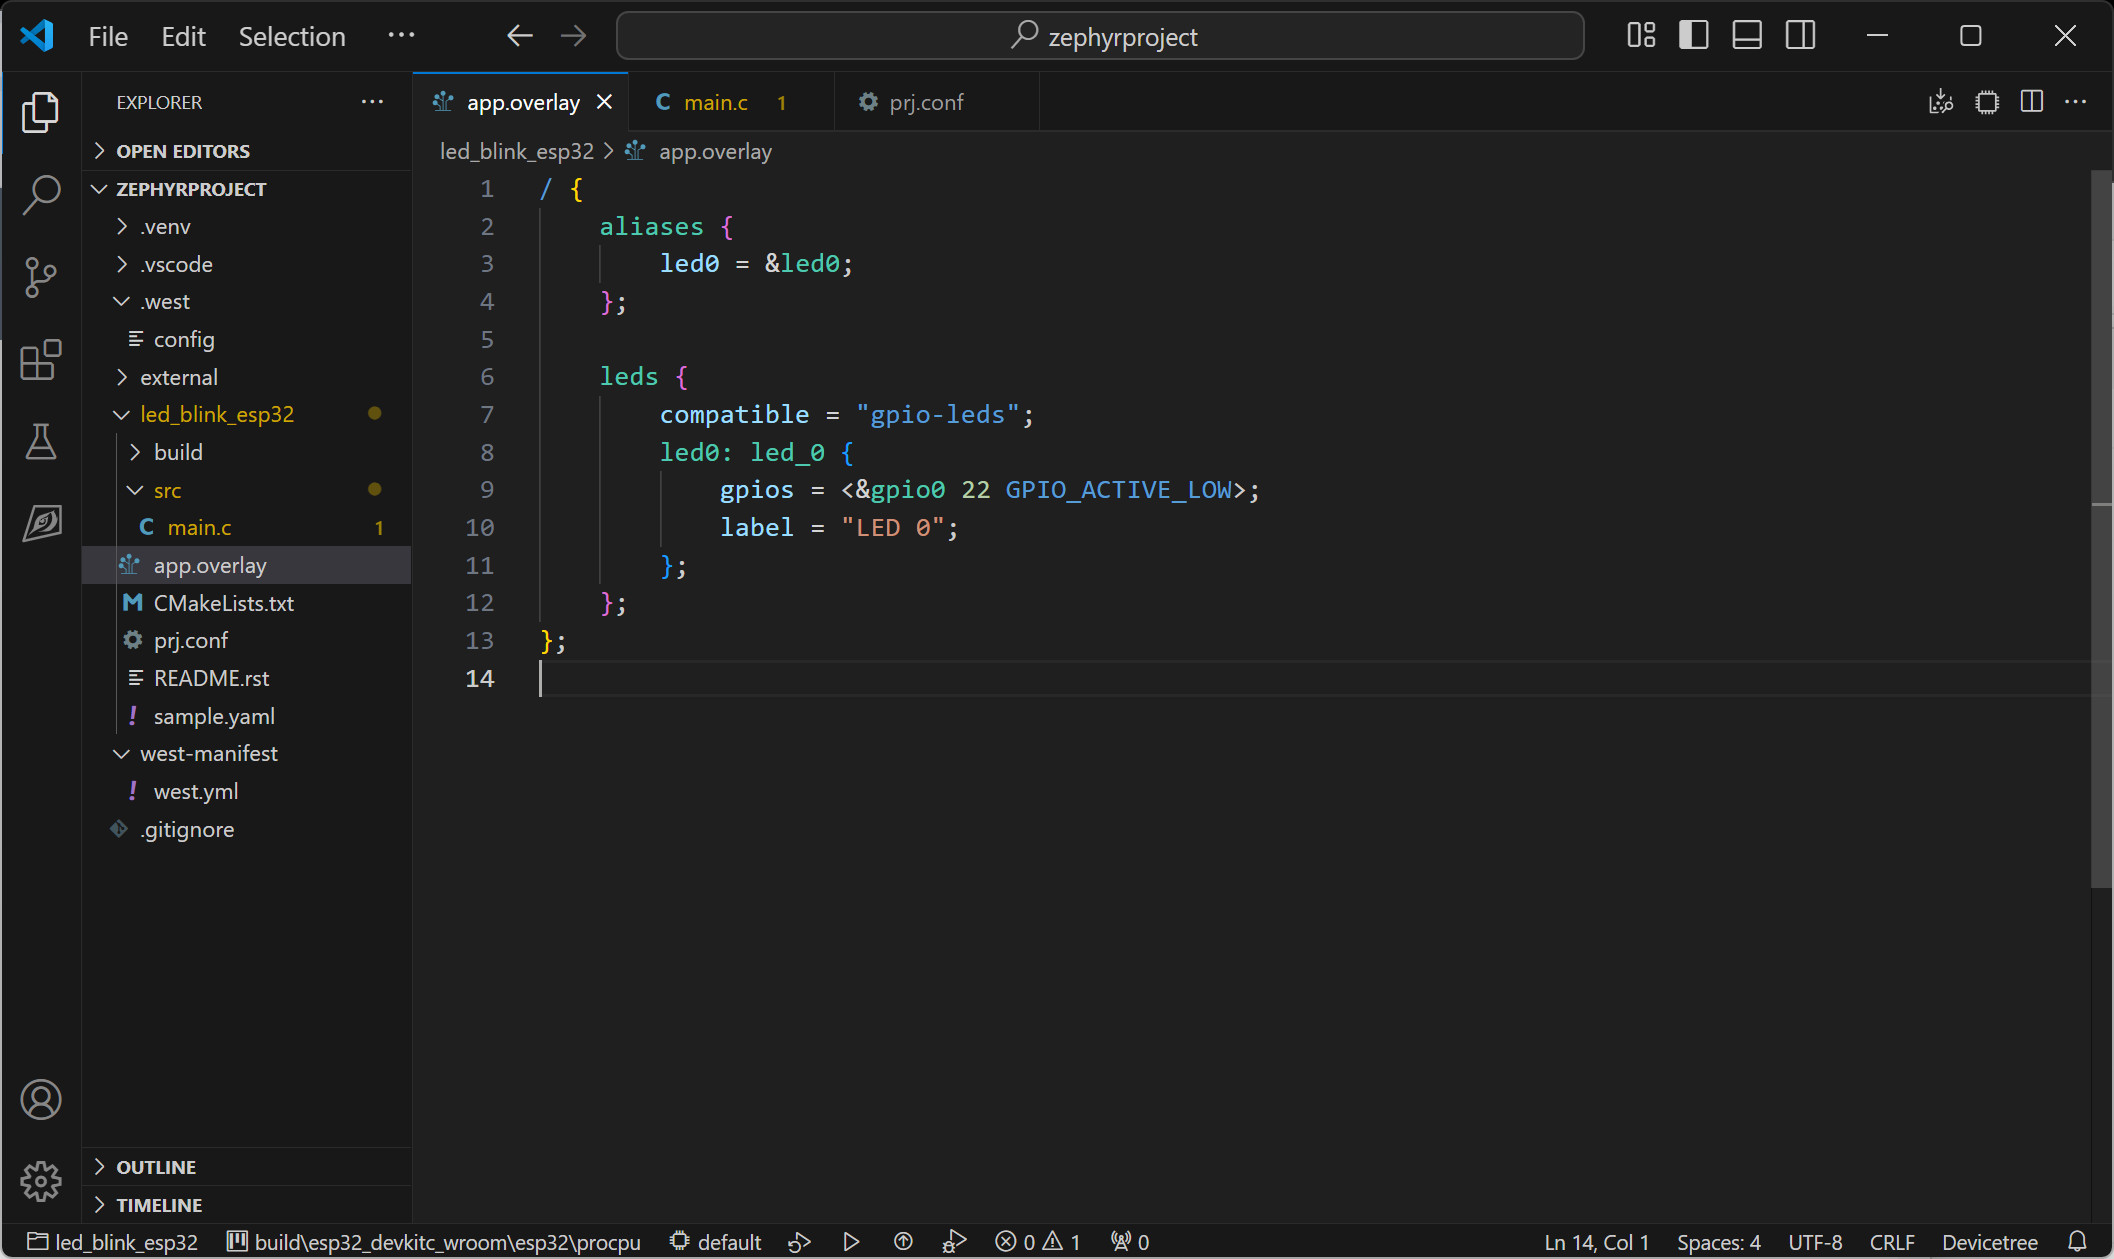 File Edit Selection ··· zephyrproject
EXPLORER ···
OPEN EDITORS
ZEPHYRPROJECT
.venv
.vscode
.west
config
external
led_blink_esp32
build
src
main.c 1
app.overlay
CMakeLists.txt
prj.conf
README.rst
sample.yaml
west-manifest
west.yml
.gitignore
OUTLINE
TIMELINE
app.overlay main.c 1 prj.conf
led_blink_esp32 > app.overlay
1 / {
2 aliases {
3 led0 = &led0;
4 };
5
6 leds {
7 compatible = "gpio-leds";
8 led0: led_0 {
9 gpios = <&gpio0 22 GPIO_ACTIVE_LOW>;
10 label = "LED 0";
11 };
12 };
13 };
14
led_blink_esp32 build\esp32_devkitc_wroom\esp32\procpu default 0 1 0 Ln 14, Col 1 Spaces: 4 UTF-8 CRLF Devicetree